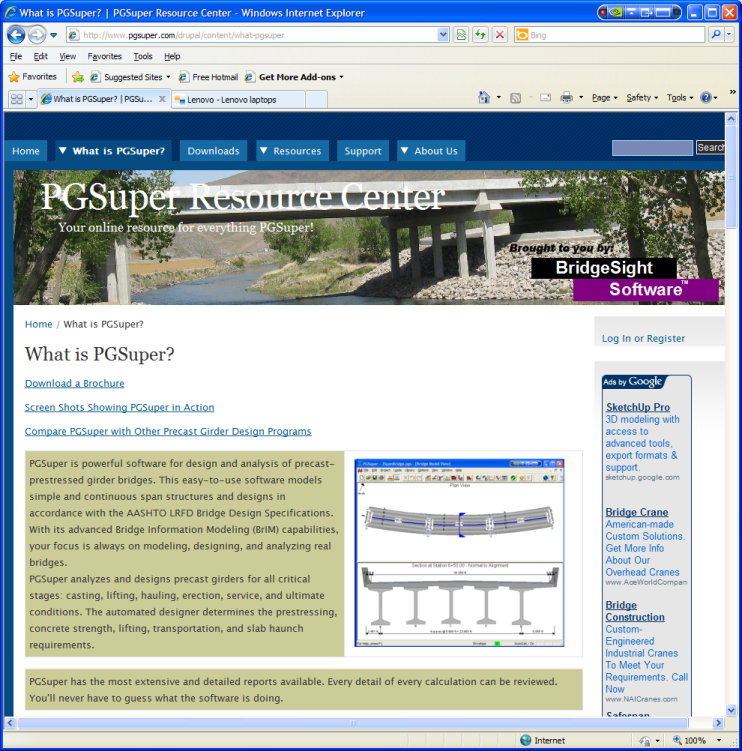 What is PGSuper? | PGSuper Resource Center - Windows Internet Explorer
http://www.pgsuper.com/drupal/content/what-pgsuper
Bing
File Edit View Favorites Tools Help
Favorites Suggested Sites Free Hotmail Get More Add-ons
What is PGSuper? | PGSu... Lenovo - Lenovo laptops
Page Safety Tools
Home What is PGSuper? Downloads Resources Support About Us Search
PGSuper Resource Center
Your online resource for everything PGSuper!
Brought to you by:
BridgeSight
Software™
Home / What is PGSuper?
What is PGSuper?
Download a Brochure
Screen Shots Showing PGSuper in Action
Compare PGSuper with Other Precast Girder Design Programs
PGSuper is powerful software for design and analysis of precast-
prestressed girder bridges. This easy-to-use software models
simple and continuous span structures and designs in
accordance with the AASHTO LRFD Bridge Design Specifications.
With its advanced Bridge Information Modeling (BrIM) capabilities,
your focus is always on modeling, designing, and analyzing real
bridges.
PGSuper analyzes and designs precast girders for all critical
stages: casting, lifting, hauling, erection, service, and ultimate
conditions. The automated designer determines the prestressing,
concrete strength, lifting, transportation, and slab haunch
requirements.
Plan View
Section at Station 6+50.00 - Normal to Alignment
PGSuper has the most extensive and detailed reports available. Every detail of every calculation can be reviewed.
You'll never have to guess what the software is doing.
Log In or Register
Ads by Google
SketchUp Pro
3D modeling with
access to
advanced tools,
export formats &
support.
sketchup.google.com
Bridge Crane
American-made
Custom Solutions.
Get More Info
About Our
Overhead Cranes
www.AceWorldCompan
Bridge
Construction
Custom-
Engineered
Industrial Cranes
To Meet Your
Requirements. Call
Now
www.NAICranes.com
Safespan
Internet 100%